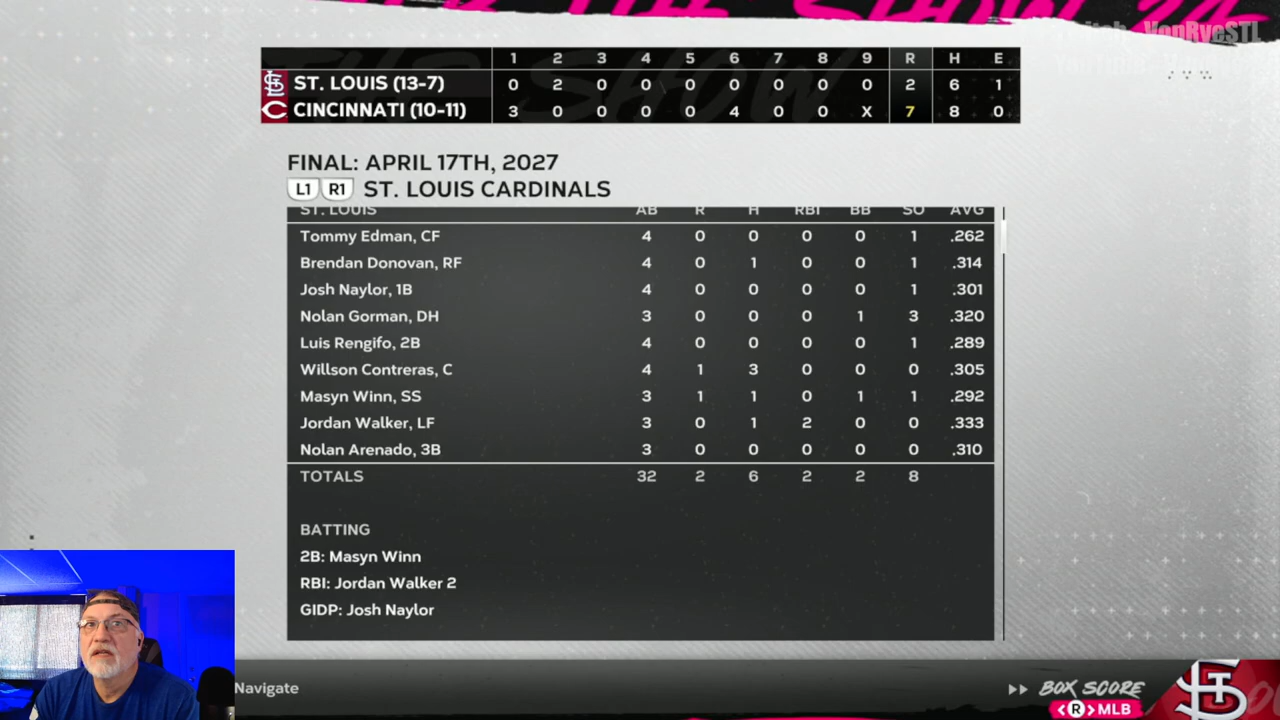 THE SHOW 24
Twitch VonRyeSTL
1 2 3 4 5 6 7 8 9 R H E
ST. LOUIS (13-7) 0 2 0 0 0 0 0 0 0 2 6 1
CINCINNATI (10-11) 3 0 0 0 0 4 0 0 X 7 8 0
FINAL: APRIL 17TH, 2027
L1 R1 ST. LOUIS CARDINALS
ST. LOUIS AB R H RBI BB SO AVG
Tommy Edman, CF 4 0 0 0 0 1 .262
Brendan Donovan, RF 4 0 1 0 0 1 .314
Josh Naylor, 1B 4 0 0 0 0 1 .301
Nolan Gorman, DH 3 0 0 0 1 3 .320
Luis Rengifo, 2B 4 0 0 0 0 1 .289
Willson Contreras, C 4 1 3 0 0 0 .305
Masyn Winn, SS 3 1 1 0 1 1 .292
Jordan Walker, LF 3 0 1 2 0 0 .333
Nolan Arenado, 3B 3 0 0 0 0 0 .310
TOTALS 32 2 6 2 2 8
BATTING
2B: Masyn Winn
RBI: Jordan Walker 2
GIDP: Josh Naylor
Navigate
BOX SCORE
R MLB